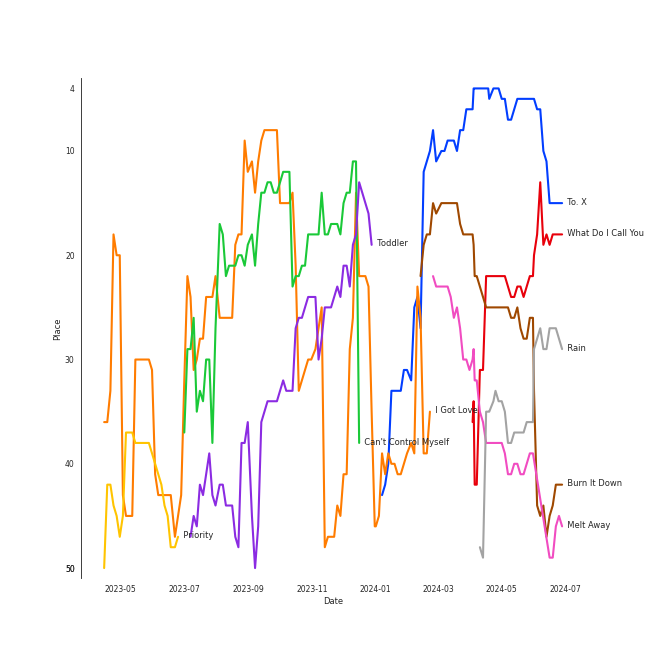 4
10
To. X
What Do I Call You
Toddler
20
Place
Rain
30
I Got Love
Can't Control Myself
40
Burn It Down
Melt Away
Priority
50
2023-05 2023-07 2023-09 2023-11 2024-01 2024-03 2024-05 2024-07
Date